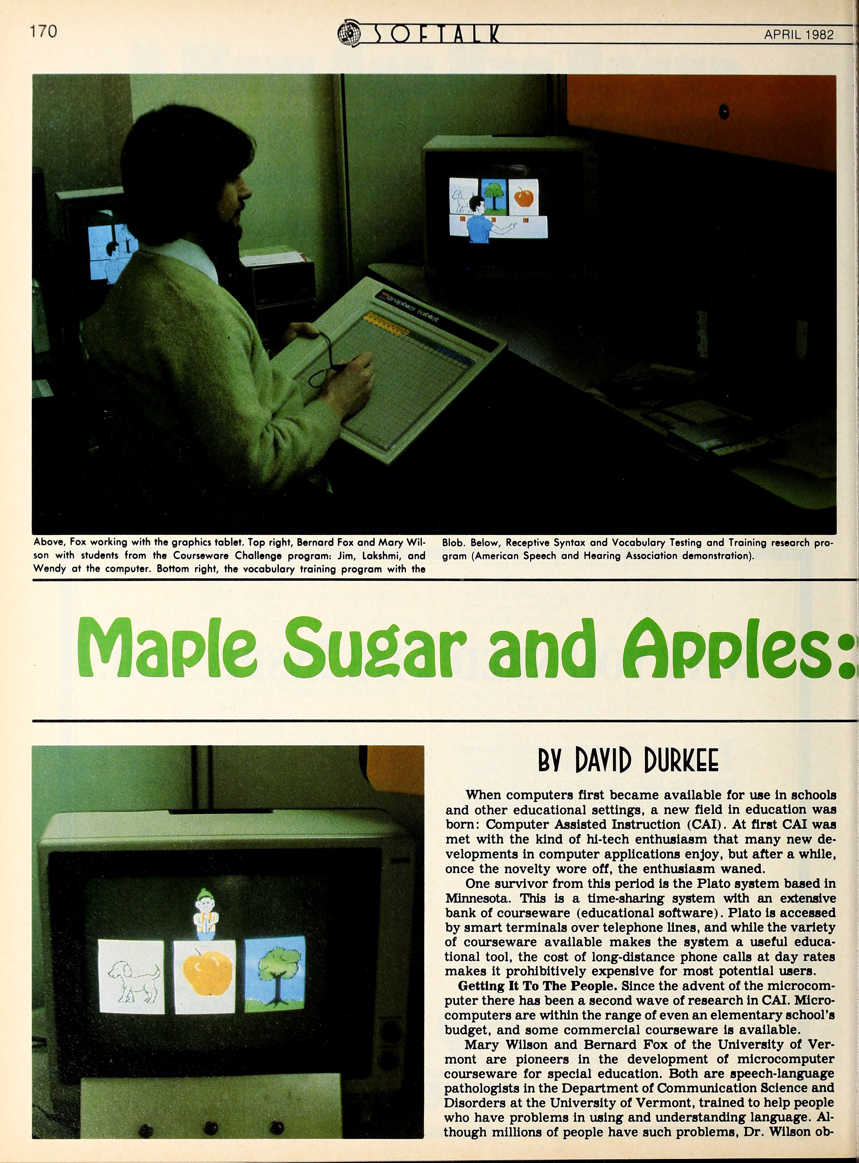 170
SOFTALK
APRIL 1982
graphics tablet
Above, Fox working with the graphics tablet. Top right, Bernard Fox and Mary Wil-
son with students from the Courseware Challenge program: Jim, Lakshmi, and
Wendy at the computer. Bottom right, the vocabulary training program with the
Blob. Below, Receptive Syntax and Vocabulary Testing and Training research pro-
gram (American Speech and Hearing Association demonstration).
Maple Sugar and Apples:
BY DAVID DURKEE
When computers first became available for use in schools
and other educational settings, a new field in education was
born: Computer Assisted Instruction (CAI). At first CAI was
met with the kind of hi-tech enthusiasm that many new de-
velopments in computer applications enjoy, but after a while,
once the novelty wore off, the enthusiasm waned.
One survivor from this period is the Plato system based in
Minnesota. This is a time-sharing system with an extensive
bank of courseware (educational software). Plato is accessed
by smart terminals over telephone lines, and while the variety
of courseware available makes the system a useful educa-
tional tool, the cost of long-distance phone calls at day rates
makes it prohibitively expensive for most potential users.
Getting It To The People. Since the advent of the microcom-
puter there has been a second wave of research in CAI. Micro-
computers are within the range of even an elementary school's
budget, and some commercial courseware is available.
Mary Wilson and Bernard Fox of the University of Ver-
mont are pioneers in the development of microcomputer
courseware for special education. Both are speech-language
pathologists in the Department of Communication Science and
Disorders at the University of Vermont, trained to help people
who have problems in using and understanding language. Al-
though millions of people have such problems, Dr. Wilson ob-